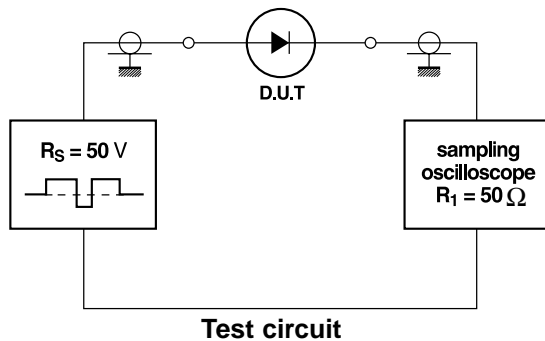 D.U.T
R_S = 50 V
sampling
oscilloscope
R_1 = 50 Ω
Test circuit